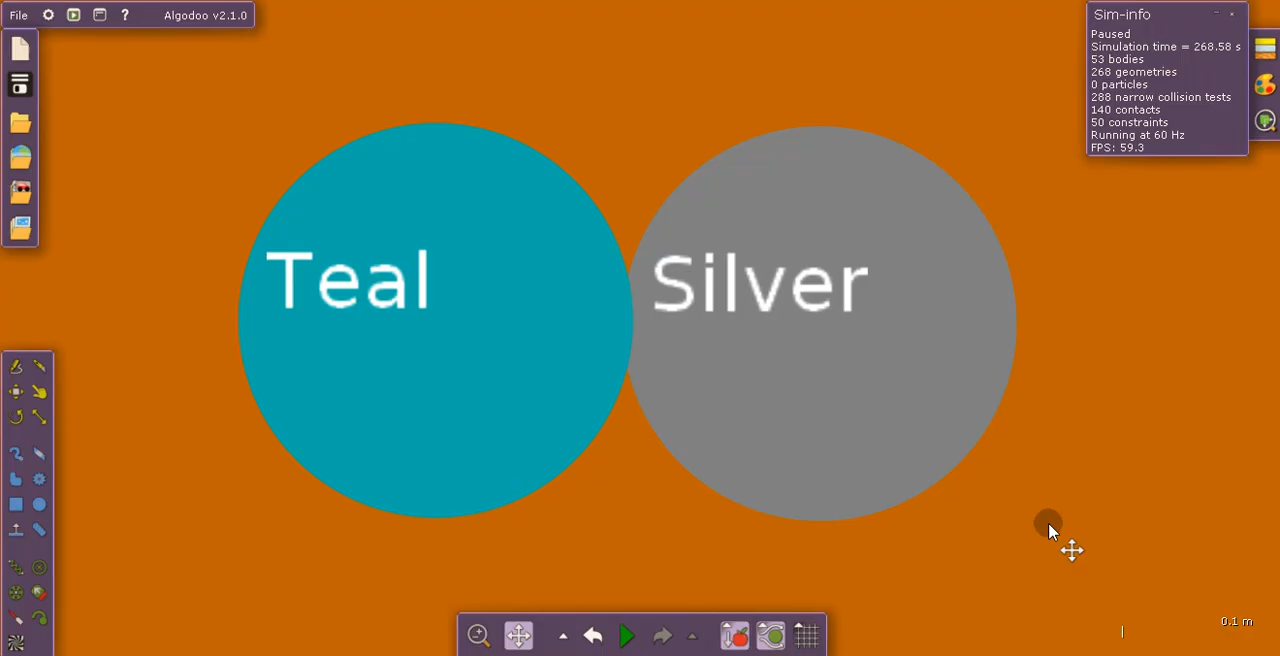 File ? Algodoo v2.1.0
Sim-info
Paused
Simulation time = 268.58 s
53 bodies
268 geometries
0 particles
288 narrow collision tests
140 contacts
50 constraints
Running at 60 Hz
FPS: 59.3
Teal
Silver
0.1 m